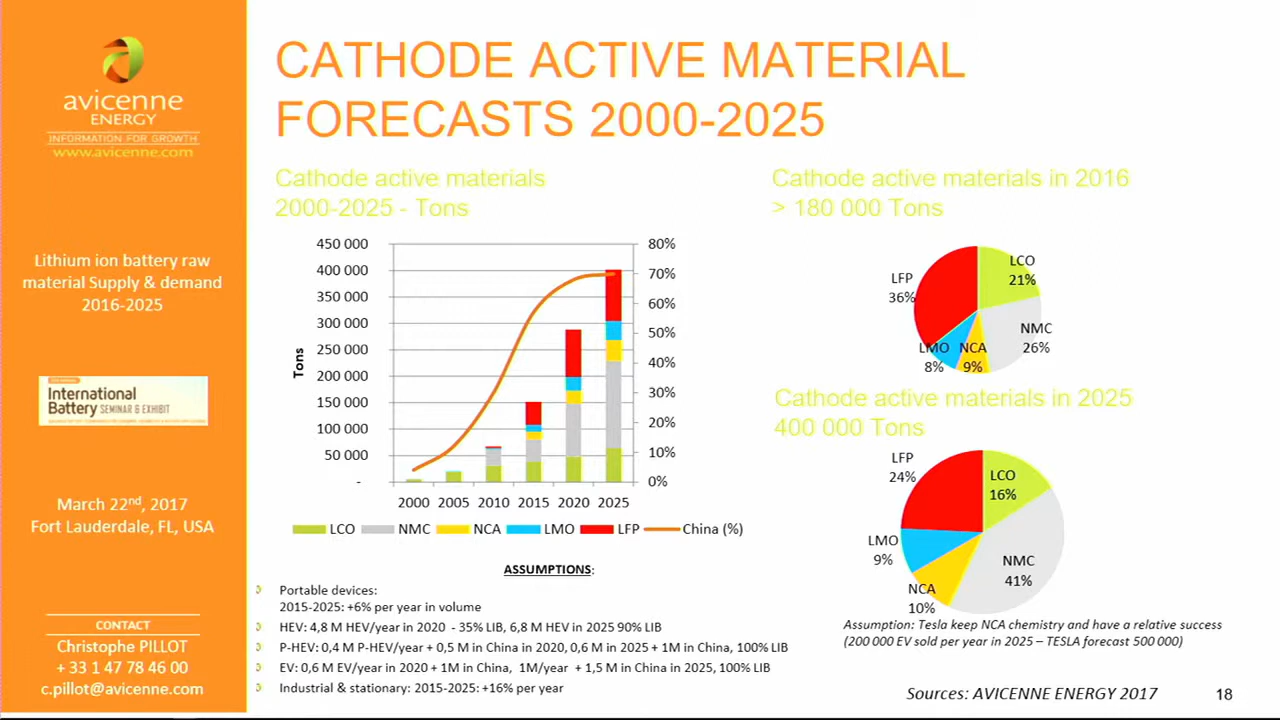 avicenne
ENERGY
INFORMATION FOR GROWTH
www.avicenne.com
Lithium ion battery raw
material Supply & demand
2016-2025
International
Battery SEMINAR & EXHIBIT
March 22nd, 2017
Fort Lauderdale, FL, USA
CONTACT
Christophe PILLOT
+ 33 1 47 78 46 00
c.pillot@avicenne.com
CATHODE ACTIVE MATERIAL
FORECASTS 2000-2025
Cathode active materials
2000-2025 - Tons
450 000
400 000
350 000
300 000
250 000
200 000
150 000
100 000
50 000
-
Tons
80%
70%
60%
50%
40%
30%
20%
10%
0%
2000 2005 2010 2015 2020 2025
LCO NMC NCA LMO LFP China (%)
Cathode active materials in 2016
> 180 000 Tons
LCO
21%
NMC
26%
NCA
9%
LMO
8%
LFP
36%
Cathode active materials in 2025
400 000 Tons
LCO
16%
NMC
41%
NCA
10%
LMO
9%
LFP
24%
Assumption: Tesla keep NCA chemistry and have a relative success
(200 000 EV sold per year in 2025 – TESLA forecast 500 000)
ASSUMPTIONS:
Portable devices:
2015-2025: +6% per year in volume
HEV: 4,8 M HEV/year in 2020 - 35% LIB, 6,8 M HEV in 2025 90% LIB
P-HEV: 0,4 M P-HEV/year + 0,5 M in China in 2020, 0,6 M in 2025 + 1M in China, 100% LIB
EV: 0,6 M EV/year in 2020 + 1M in China, 1M/year + 1,5 M in China in 2025, 100% LIB
Industrial & stationary: 2015-2025: +16% per year
Sources: AVICENNE ENERGY 2017
18